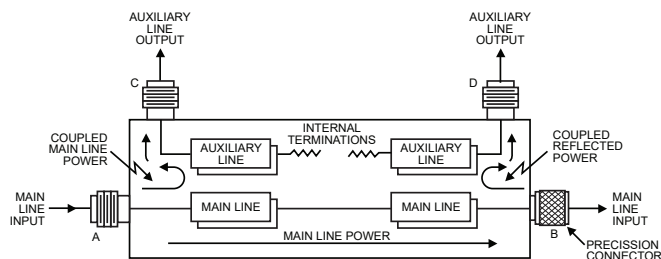 AUXILIARY
LINE
OUTPUT
AUXILIARY
LINE
OUTPUT
C
D
COUPLED
MAIN LINE
POWER
AUXILIARY
LINE
INTERNAL
TERMINATIONS
AUXILIARY
LINE
COUPLED
REFLECTED
POWER
MAIN
LINE
INPUT
A
MAIN LINE
MAIN LINE
B
MAIN
LINE
INPUT
MAIN LINE POWER
PRECISSION
CONNECTOR